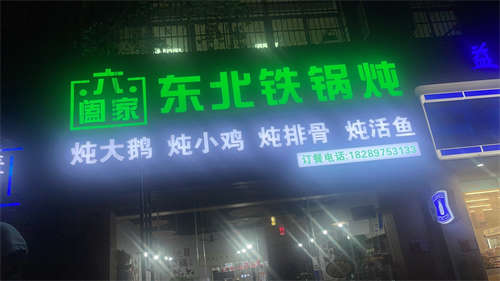 六
阖家
东北铁锅炖
炖大鹅 炖小鸡 炖排骨 炖活鱼
订餐电话:18289753133